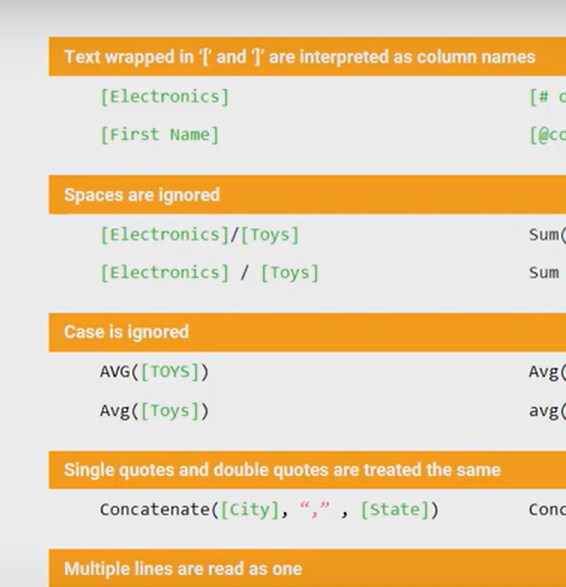 Text wrapped in ‘[‘ and ‘]’ are interpreted as column names
[Electronics]
[#
[First Name]
Spaces are ignored
[Electronics]/[Toys]
Sum(
[Electronics] / [Toys]
Sum
Case is ignored
AVG([TOYS])
Avg(
Avg([Toys])
avg(
Single quotes and double quotes are treated the same
Concatenate([City], “,” , [State])
Multiple lines are read as one